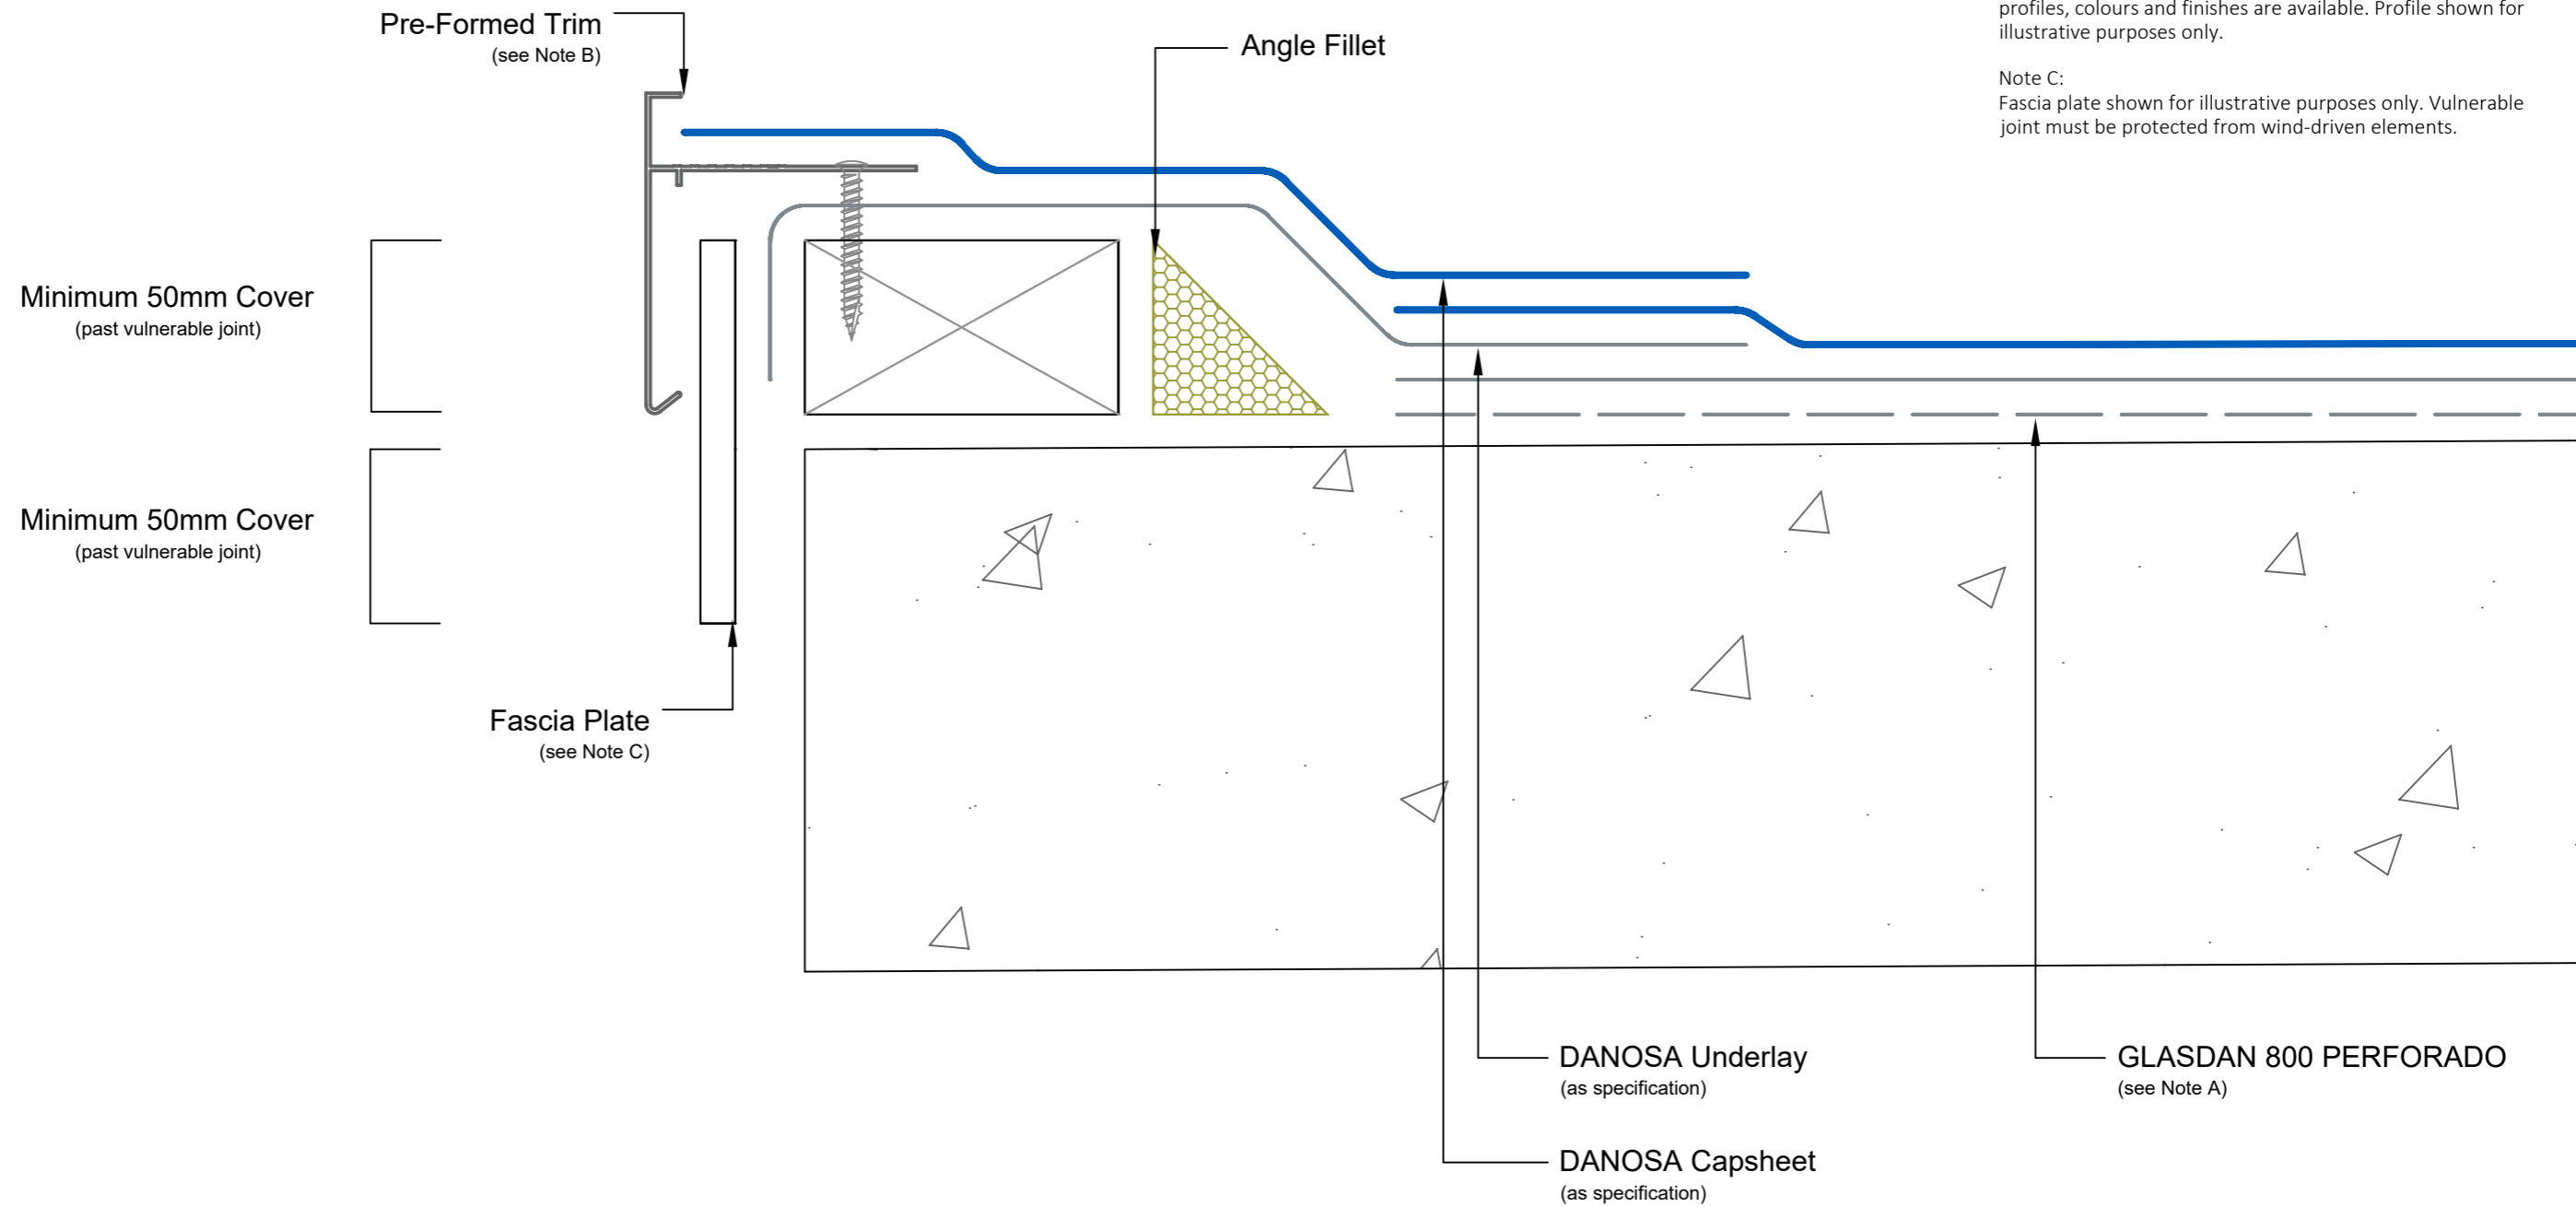 profiles, colours and finishes are available. Profile shown for
illustrative purposes only.
Note C:
Fascia plate shown for illustrative purposes only. Vulnerable
joint must be protected from wind-driven elements.
Pre-Formed Trim
(see Note B)
Angle Fillet
Minimum 50mm Cover
(past vulnerable joint)
Minimum 50mm Cover
(past vulnerable joint)
Fascia Plate
(see Note C)
DANOSA Underlay
(as specification)
GLASDAN 800 PERFORADO
(see Note A)
DANOSA Capsheet
(as specification)